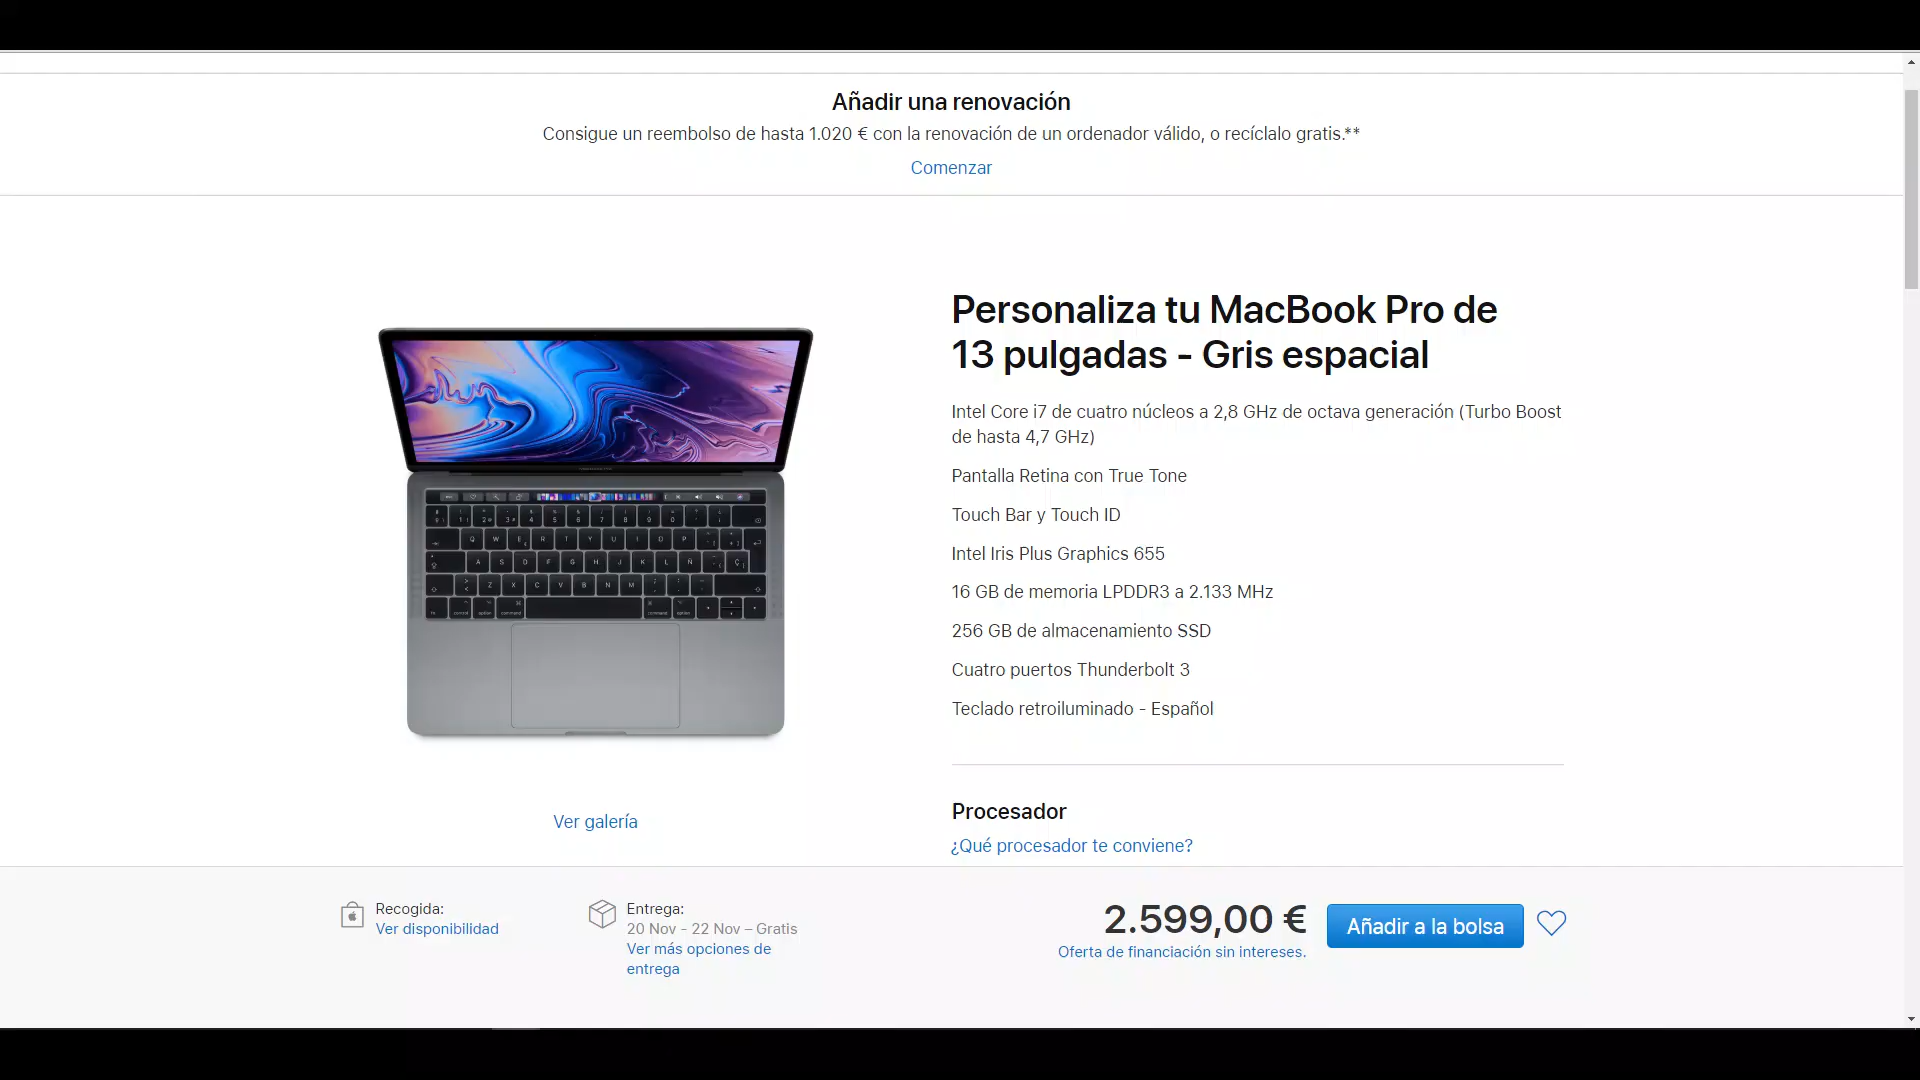 Añadir una renovación
Consigue un reembolso de hasta 1.020 € con la renovación de un ordenador válido, o recíclalo gratis.**
Comenzar
Personaliza tu MacBook Pro de
13 pulgadas - Gris espacial
Intel Core i7 de cuatro núcleos a 2,8 GHz de octava generación (Turbo Boost
de hasta 4,7 GHz)
Pantalla Retina con True Tone
Touch Bar y Touch ID
Intel Iris Plus Graphics 655
16 GB de memoria LPDDR3 a 2.133 MHz
256 GB de almacenamiento SSD
Cuatro puertos Thunderbolt 3
Teclado retroiluminado - Español
Ver galería
Procesador
¿Qué procesador te conviene?
Recogida:
Ver disponibilidad
Entrega:
20 Nov - 22 Nov – Gratis
Ver más opciones de
entrega
2.599,00 €
Oferta de financiación sin intereses.
Añadir a la bolsa